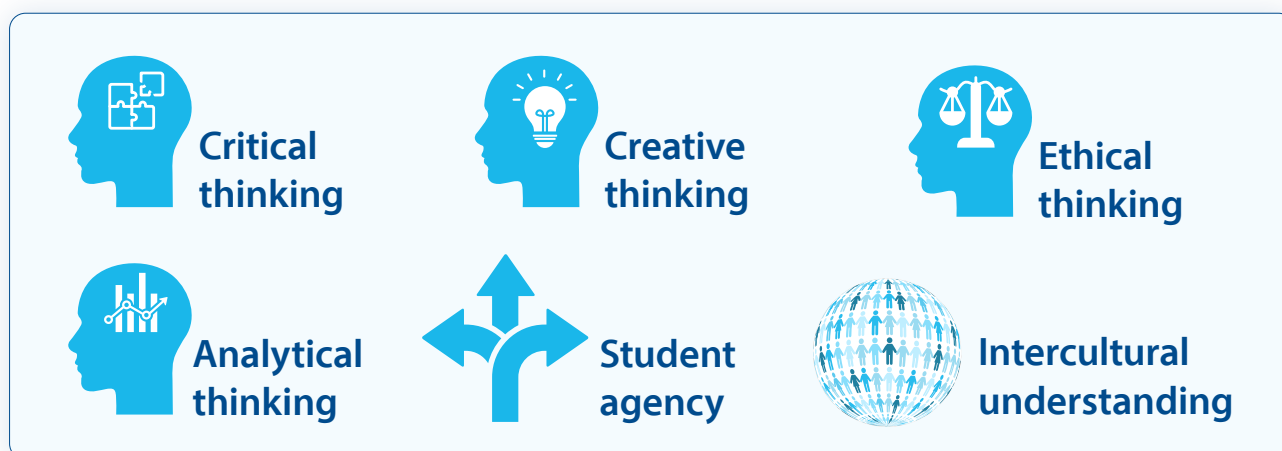 Critical
thinking
Creative
thinking
Ethical
thinking
Analytical
thinking
Student
agency
Intercultural
understanding